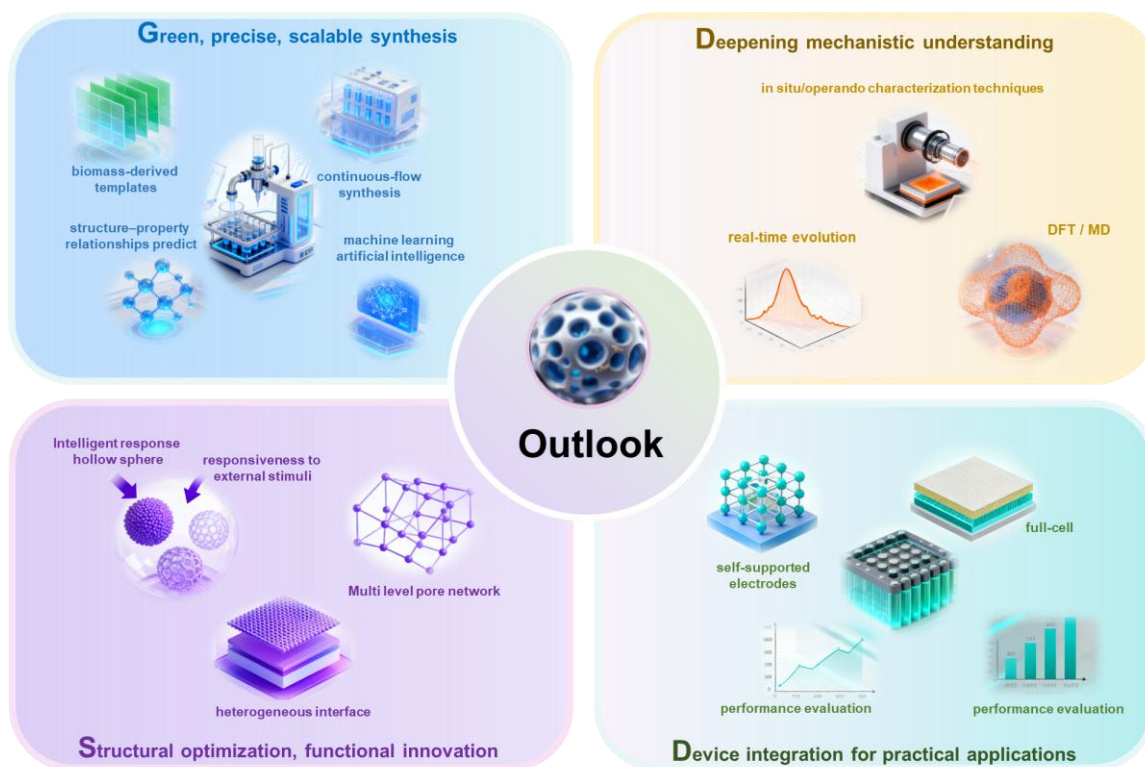 Green, precise, scalable synthesis
biomass-derived
templates
continuous-flow
synthesis
structure–property
relationships predict
machine learning
artificial intelligence
Deepening mechanistic understanding
in situ/operando characterization techniques
real-time evolution
DFT / MD
Outlook
Intelligent response
hollow sphere
responsiveness to
external stimuli
Multi level pore network
heterogeneous interface
Structural optimization, functional innovation
self-supported
electrodes
full-cell
performance evaluation
performance evaluation
Device integration for practical applications